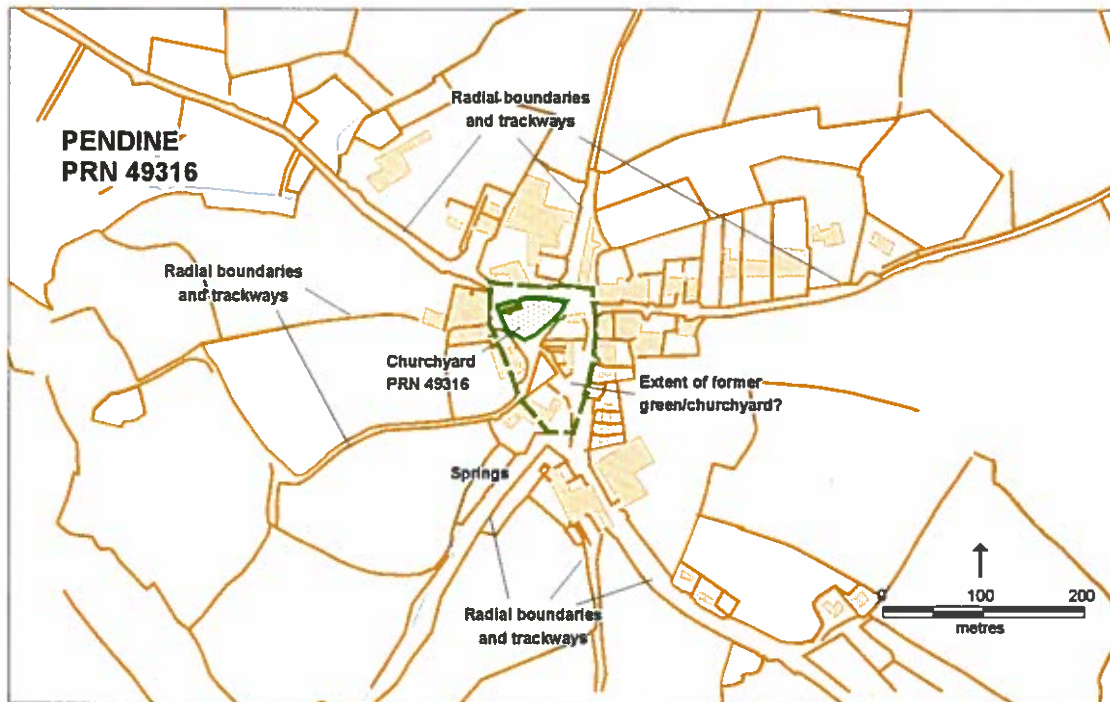 Radial boundaries
and trackways
PENDINE
PRN 49316
Radial boundaries
and trackways
Churchyard
PRN 49316
Extent of former
green/churchyard?
Springs
Radial boundaries
and trackways
0 100 200
metres